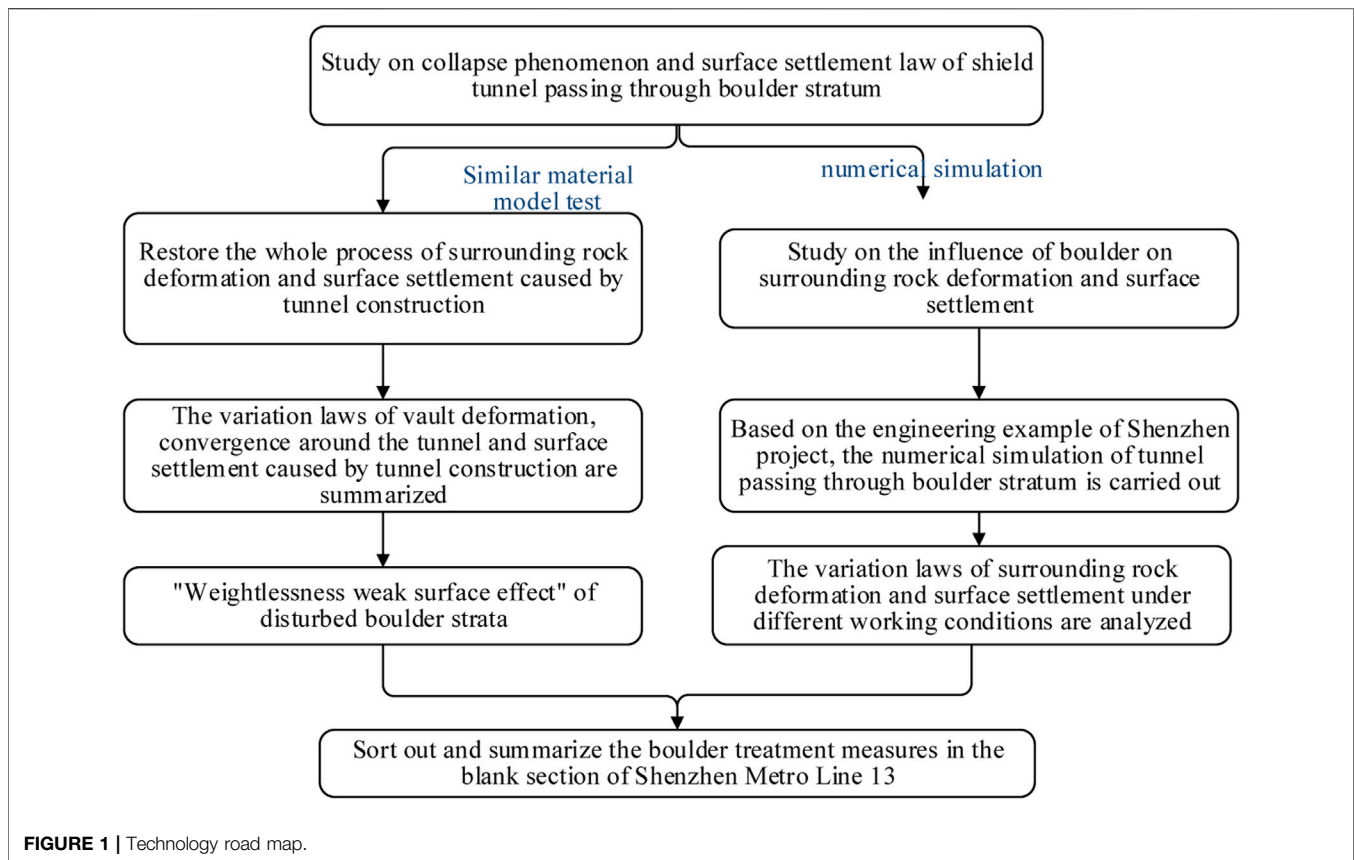 Study on collapse phenomenon and surface settlement law of shield
tunnel passing through boulder stratum
Similar material
model test
numerical simulation
Restore the whole process of surrounding rock
deformation and surface settlement caused by
tunnel construction
Study on the influence of boulder on
surrounding rock deformation and surface
settlement
The variation laws of vault deformation,
convergence around the tunnel and surface
settlement caused by tunnel construction are
summarized
Based on the engineering example of Shenzhen
project, the numerical simulation of tunnel
passing through boulder stratum is carried out
"Weightlessness weak surface effect" of
disturbed boulder strata
The variation laws of surrounding rock
deformation and surface settlement under
different working conditions are analyzed
Sort out and summarize the boulder treatment measures in the
blank section of Shenzhen Metro Line 13
FIGURE 1 | Technology road map.